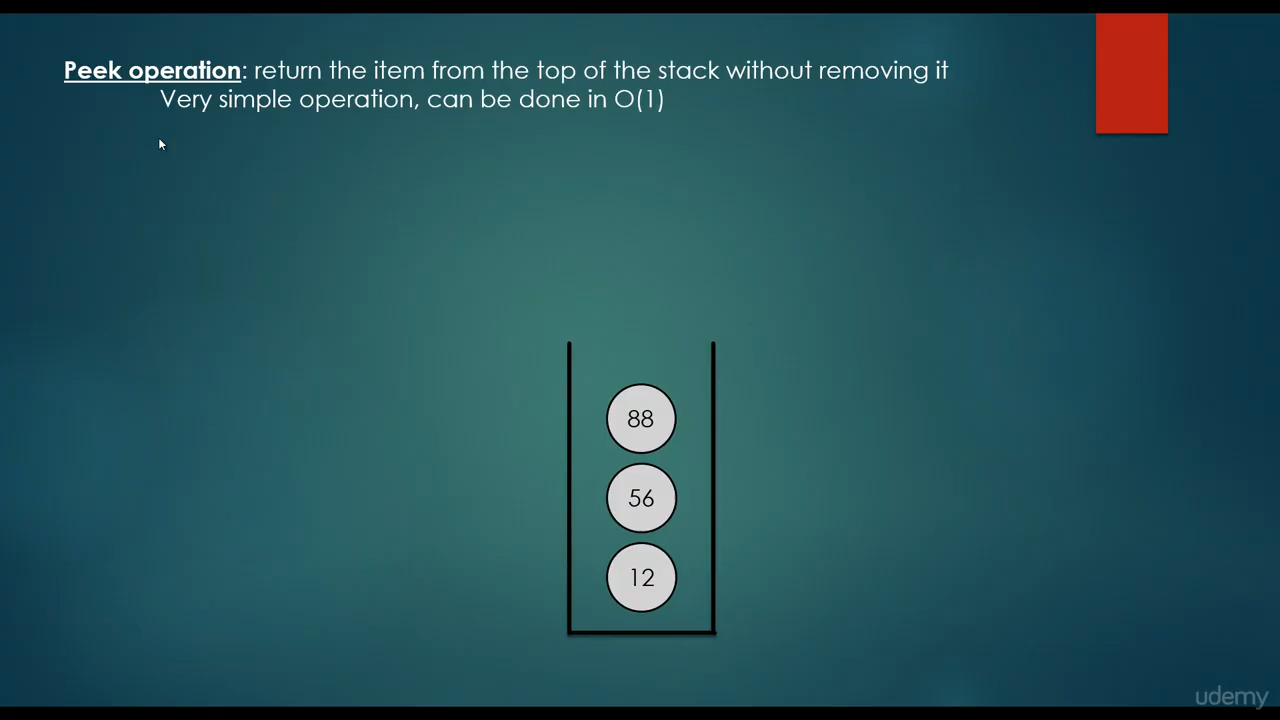 Peek operation: return the item from the top of the stack without removing it
Very simple operation, can be done in O(1)
88
56
12
udemy